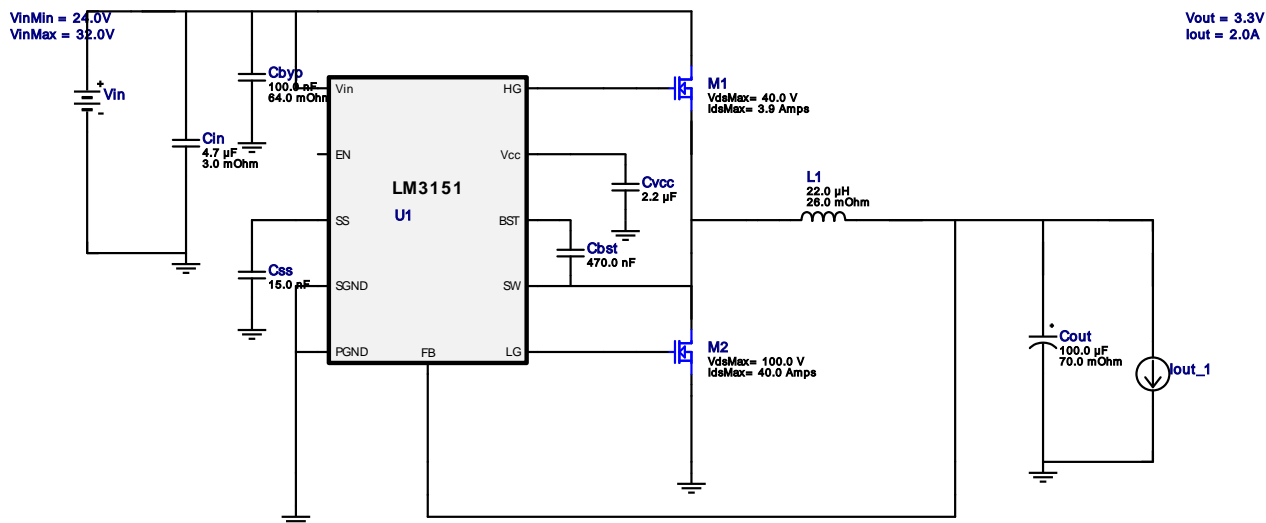 VinMin = 24.0V
VinMax = 32.0V
Vout = 3.3V
Iout = 2.0A
Vin
+
-
Cin
4.7 µF
3.0 mOhm
Cbyp
100.0 nF
64.0 mOhm
Css
15.0 nF
Vin
EN
SS
SGND
PGND
FB
HG
Vcc
BST
SW
LG
LM3151
U1
Cvcc
2.2 µF
Cbst
470.0 nF
M1
VdsMax= 40.0 V
IdsMax= 3.9 Amps
M2
VdsMax= 100.0 V
IdsMax= 40.0 Amps
L1
22.0 µH
26.0 mOhm
Cout
100.0 µF
70.0 mOhm
Iout_1